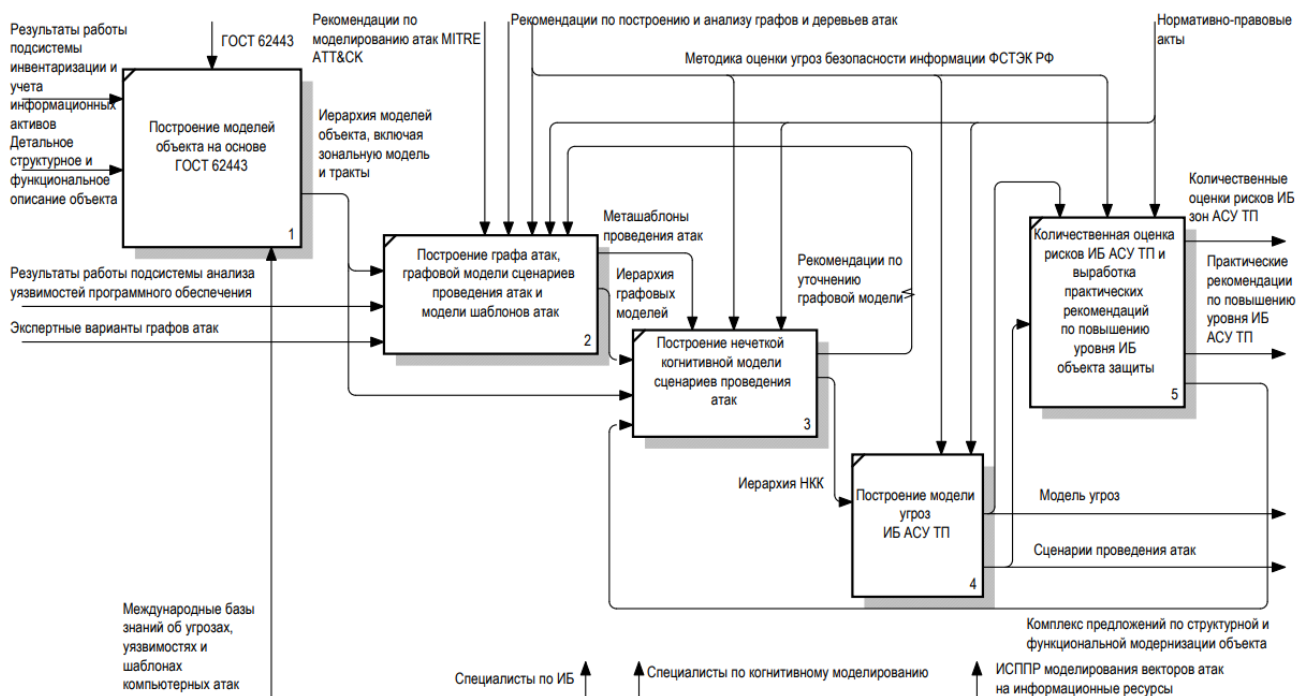 Результаты работы
подсистемы
инвентаризации и
учета
информационных
активов
Детальное
структурное и
функциональное
описание объекта
ГОСТ 62443
Рекомендации по
моделированию атак MITRE
ATT&CK
Рекомендации по построению и анализу графов и деревьев атак
Нормативно-правовые
акты
Методика оценки угроз безопасности информации ФСТЭК РФ
Построение моделей
объекта на основе
ГОСТ 62443
1
Иерархия моделей
объекта, включая
зональную модель
и тракты
Результаты работы подсистемы анализа
уязвимостей программного обеспечения
Экспертные варианты графов атак
Построение графа атак,
графовой модели сценариев
проведения атак и
модели шаблонов атак
2
Меташаблоны
проведения атак
Иерархия
графовых
моделей
Рекомендации по
уточнению
графовой модели
Построение нечеткой
когнитивной модели
сценариев проведения
атак
3
Иерархия НКК
Построение модели
угроз
ИБ АСУ ТП
4
Количественная оценка
рисков ИБ АСУ ТП и
выработка
практических
рекомендаций
по повышению
уровня ИБ
объекта защиты
5
Количественные
оценки рисков ИБ
зон АСУ ТП
Практические
рекомендации
по повышению
уровня ИБ
АСУ ТП
Модель угроз
Сценарии проведения атак
Комплекс предложений по структурной и
функциональной модернизации объекта
Международные базы
знаний об угрозах,
уязвимостях и
шаблонах
компьютерных атак
Специалисты по ИБ
Специалисты по когнитивному моделированию
ИСППР моделирования векторов атак
на информационные ресурсы